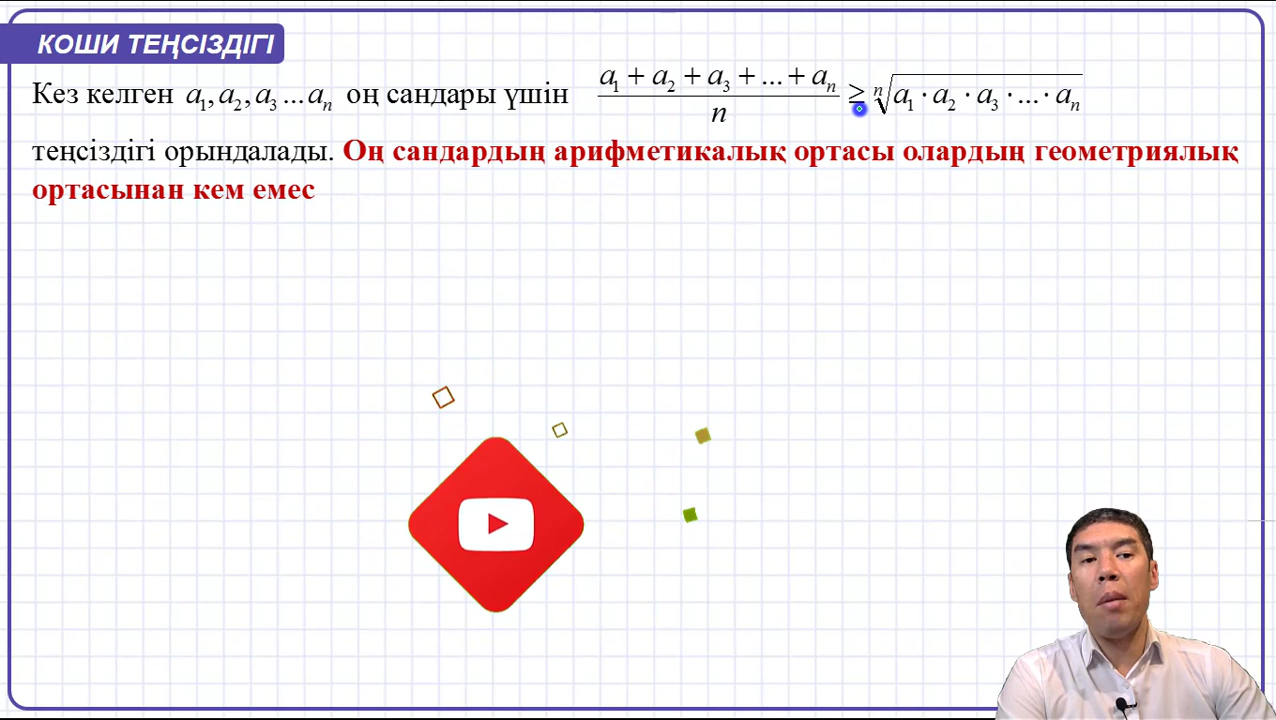 КОШИ ТЕҢСІЗДІГІ
Кез келген a₁, a₂, a₃ ... aₙ оң сандары үшін (a₁ + a₂ + a₃ + ... + aₙ)/n ≥ ⁿ√(a₁ · a₂ · a₃ · ... · aₙ)
теңсіздігі орындалады. Оң сандардың арифметикалық ортасы олардың геометриялық
ортасынан кем емес